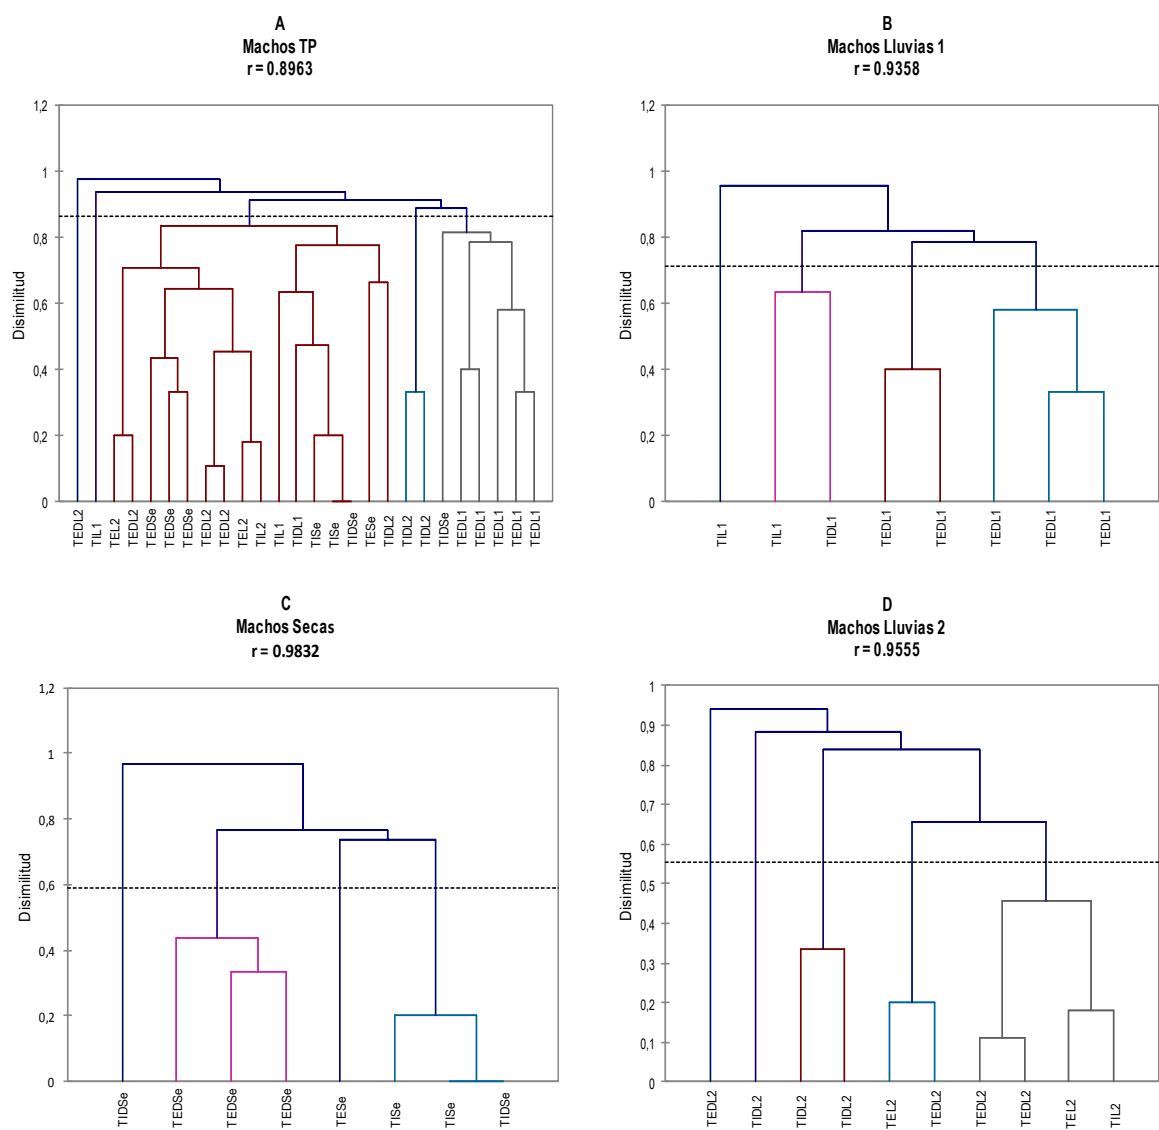 A
Machos TP
r = 0.8963
Disimilitud
1,2
1
0,8
0,6
0,4
0,2
0
TEDL2
TIL1
TEL2
TEDL2
TEDSe
TEDSe
TEDSe
TEDL2
TEDL2
TEL2
TIL2
TIL1
TIDL1
TISe
TISe
TIDSe
TESe
TIDL2
TIDL2
TIDL2
TIDSe
TEDL1
TEDL1
TEDL1
TEDL1
TEDL1
B
Machos Lluvias 1
r = 0.9358
Disimilitud
1,2
1
0,8
0,6
0,4
0,2
0
TIL1
TIL1
TIDL1
TEDL1
TEDL1
TEDL1
TEDL1
TEDL1
C
Machos Secas
r = 0.9832
Disimilitud
1,2
1
0,8
0,6
0,4
0,2
0
TIDSe
TEDSe
TEDSe
TEDSe
TESe
TISe
TISe
TIDSe
D
Machos Lluvias 2
r = 0.9555
Disimilitud
1
0,9
0,8
0,7
0,6
0,5
0,4
0,3
0,2
0,1
0
TEDL2
TIDL2
TIDL2
TIDL2
TEL2
TEDL2
TEDL2
TEDL2
TEL2
TIL2